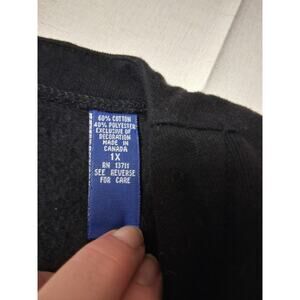 60% COTTON
40% POLYESTER
EXCLUSIVE OF
DECORATION
MADE IN
CANADA
1X
RN 13711
SEE REVERSE
FOR CARE